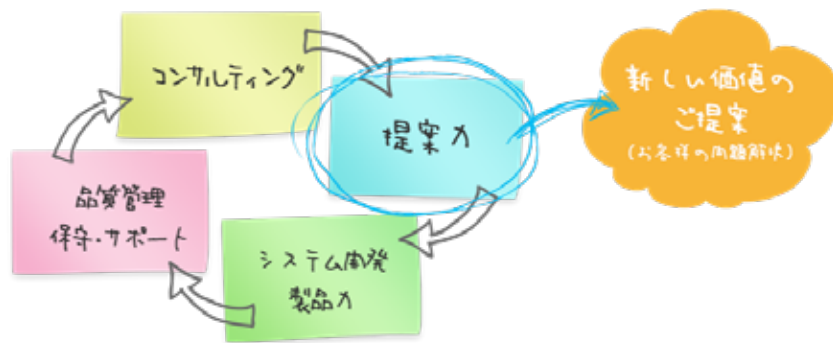 コンサルティング
提案力
新しい価値の
ご提案
(お客様の問題解決)
システム開発
製品力
品質管理
保守・サポート